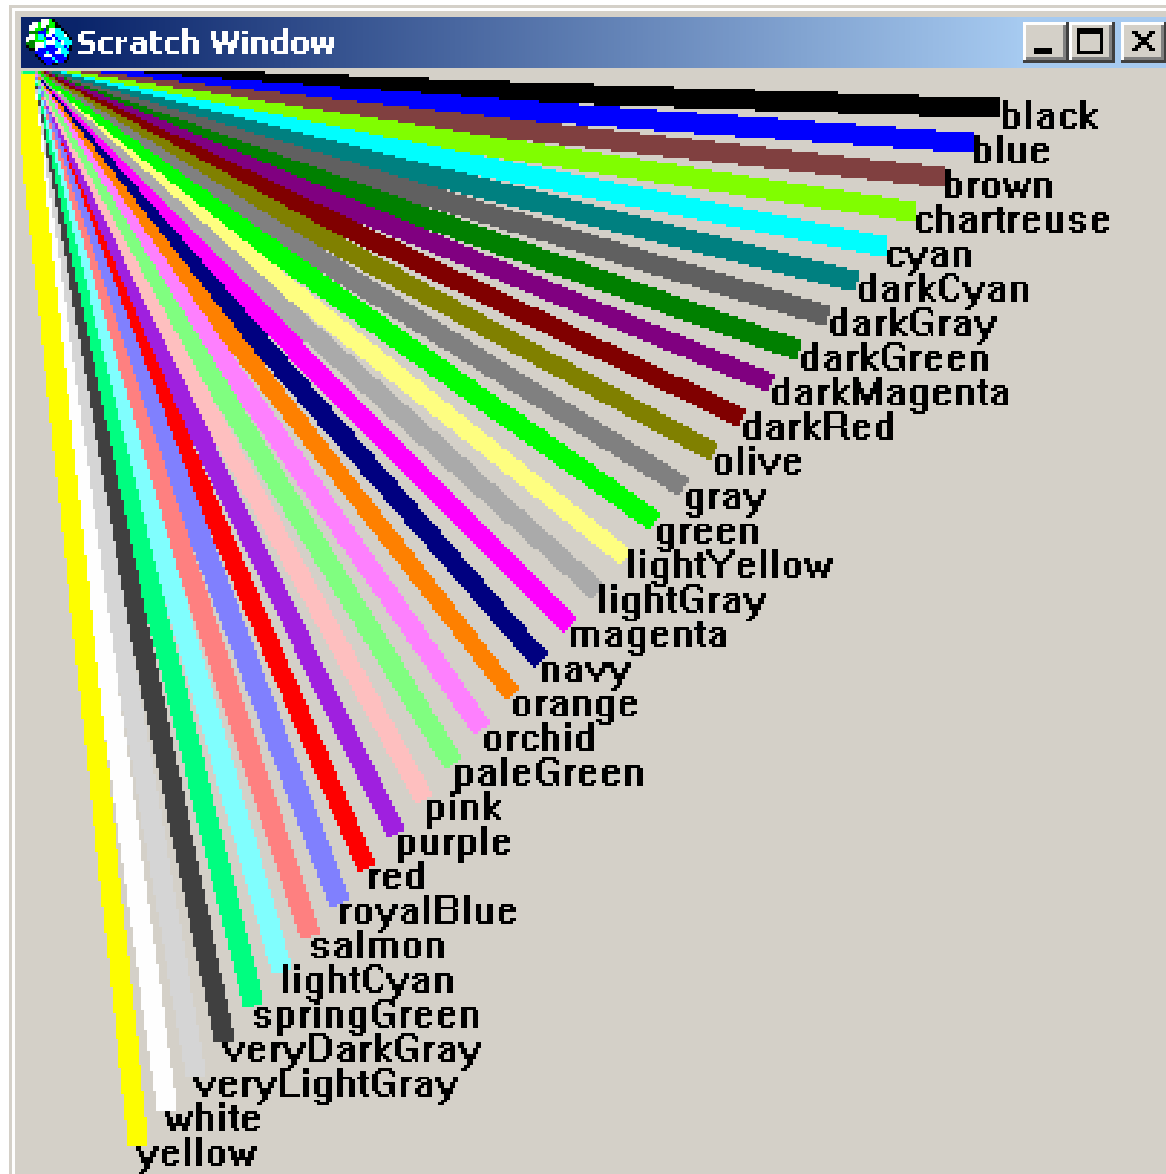 Scratch Window
black
blue
brown
chartreuse
cyan
darkCyan
darkGray
darkGreen
darkMagenta
darkRed
olive
gray
green
lightYellow
lightGray
magenta
navy
orange
orchid
paleGreen
pink
purple
red
royalBlue
salmon
lightCyan
springGreen
veryDarkGray
veryLightGray
white
yellow